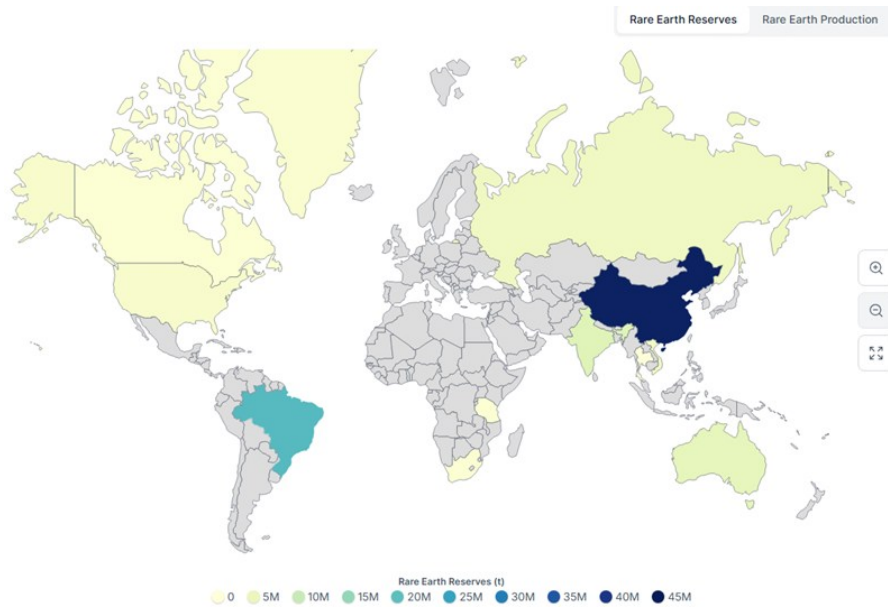 Rare Earth Reserves Rare Earth Production
Rare Earth Reserves (t)
0 5M 10M 15M 20M 25M 30M 35M 40M 45M